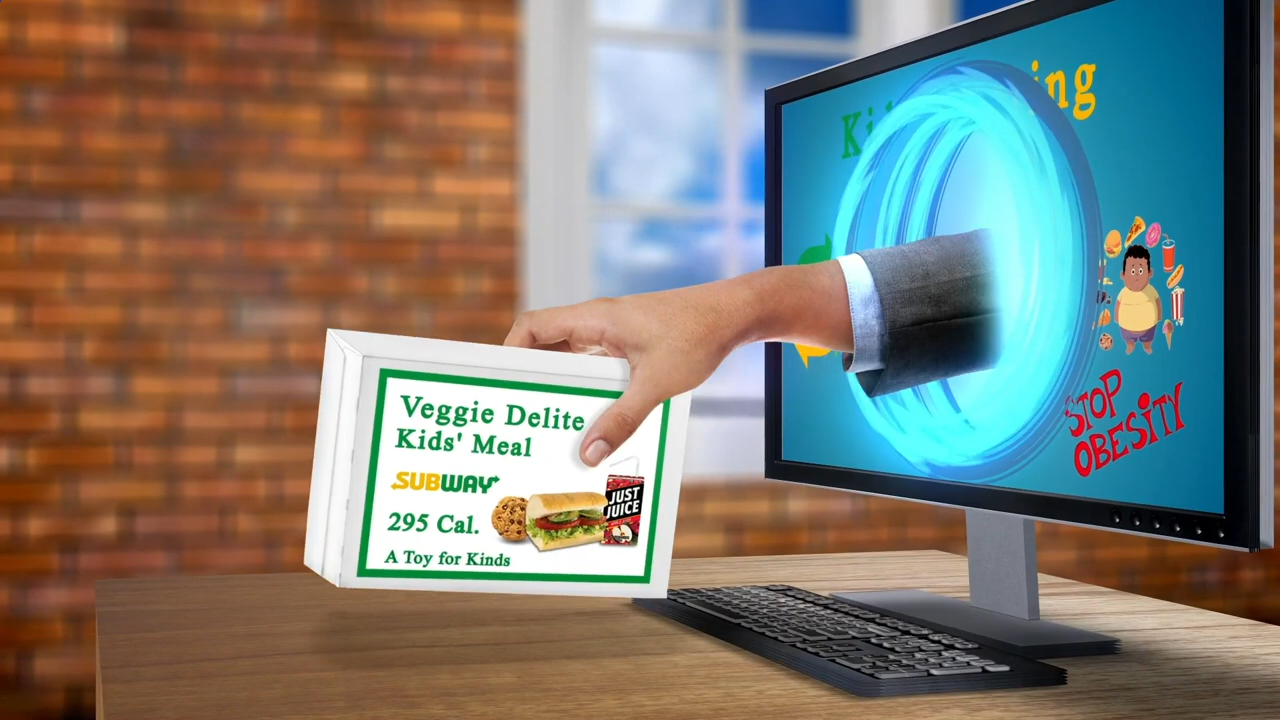 Veggie Delite
Kids' Meal
SUBWAY
295 Cal.
A Toy for Kinds
JUST
JUICE
STOP
OBESITY